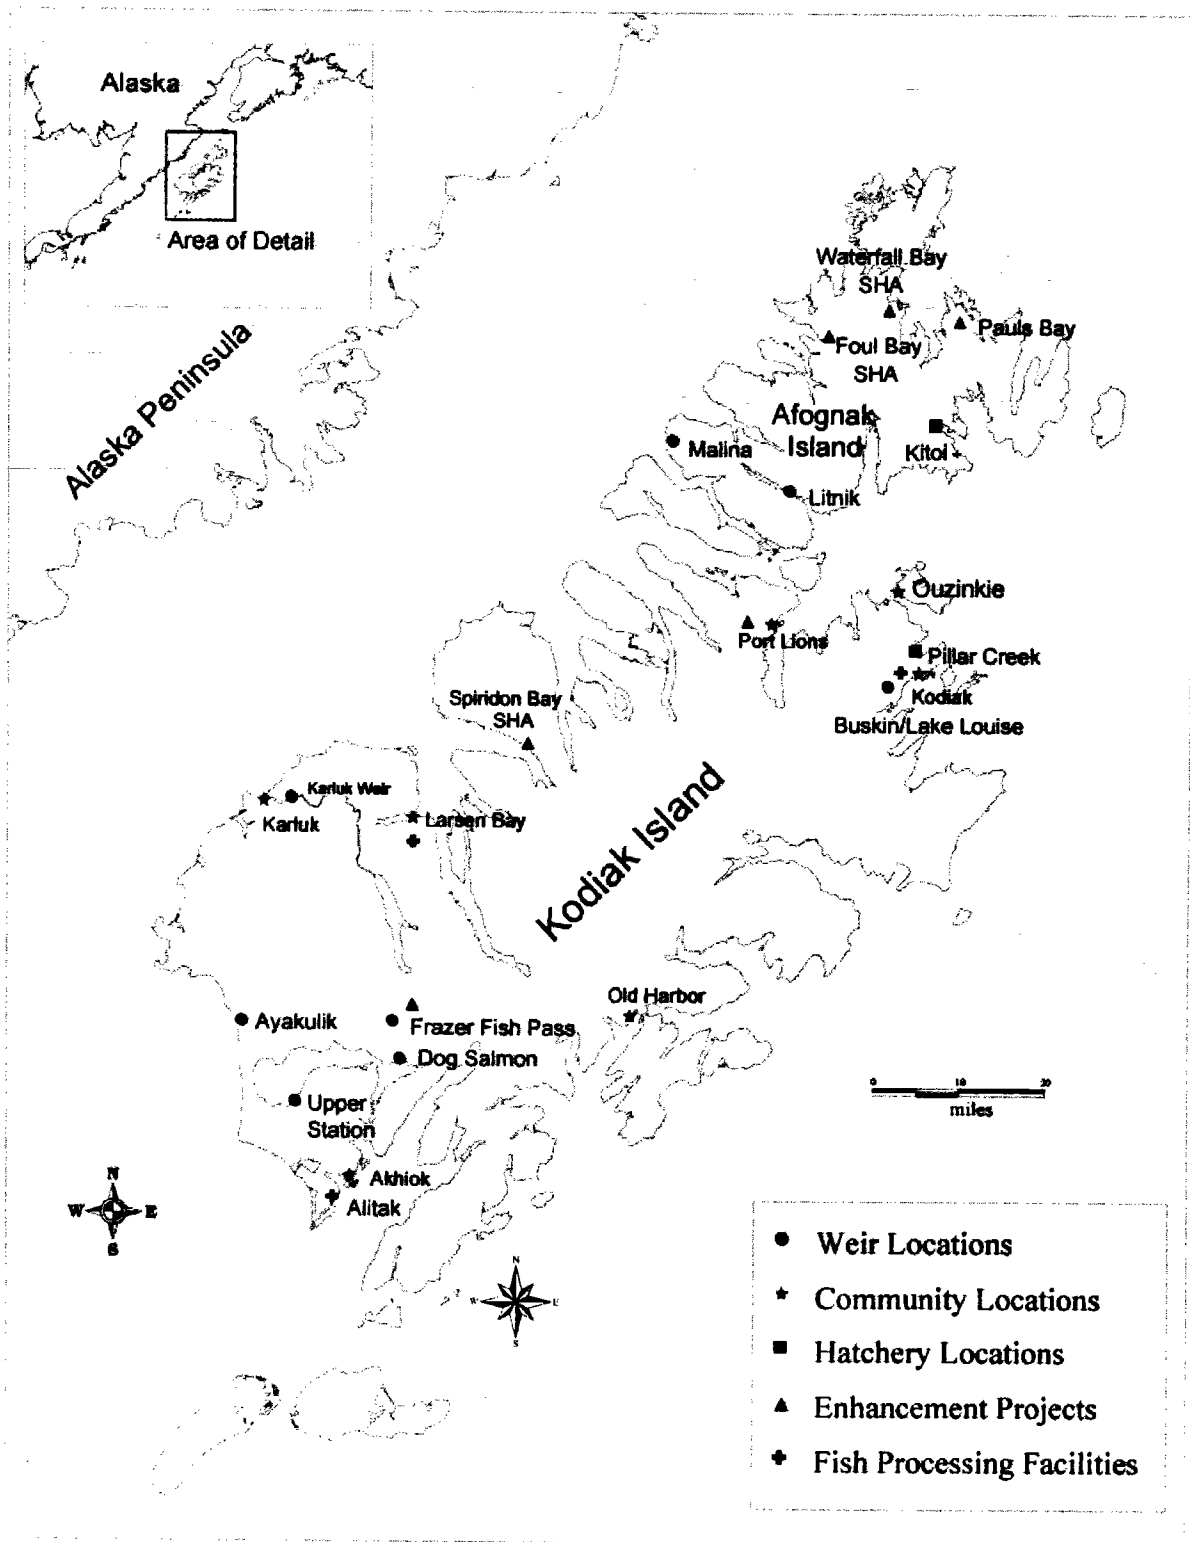 Alaska
Area of Detail
Alaska Peninsula
Waterfall Bay
SHA
Pauls Bay
Foul Bay
SHA
Afognak
Island
Malina
Kitoi
Litnik
Ouzinkie
Port Lions
Pillar Creek
Kodiak
Buskin/Lake Louise
Spiridon Bay
SHA
Karluk Weir
Karluk
Larsen Bay
Kodiak Island
Old Harbor
Ayakulik
Frazer Fish Pass
Dog Salmon
Upper
Station
0 10 20
miles
Akhiok
Alitak
N
W E
S
N
W E
S
Weir Locations
Community Locations
Hatchery Locations
Enhancement Projects
Fish Processing Facilities